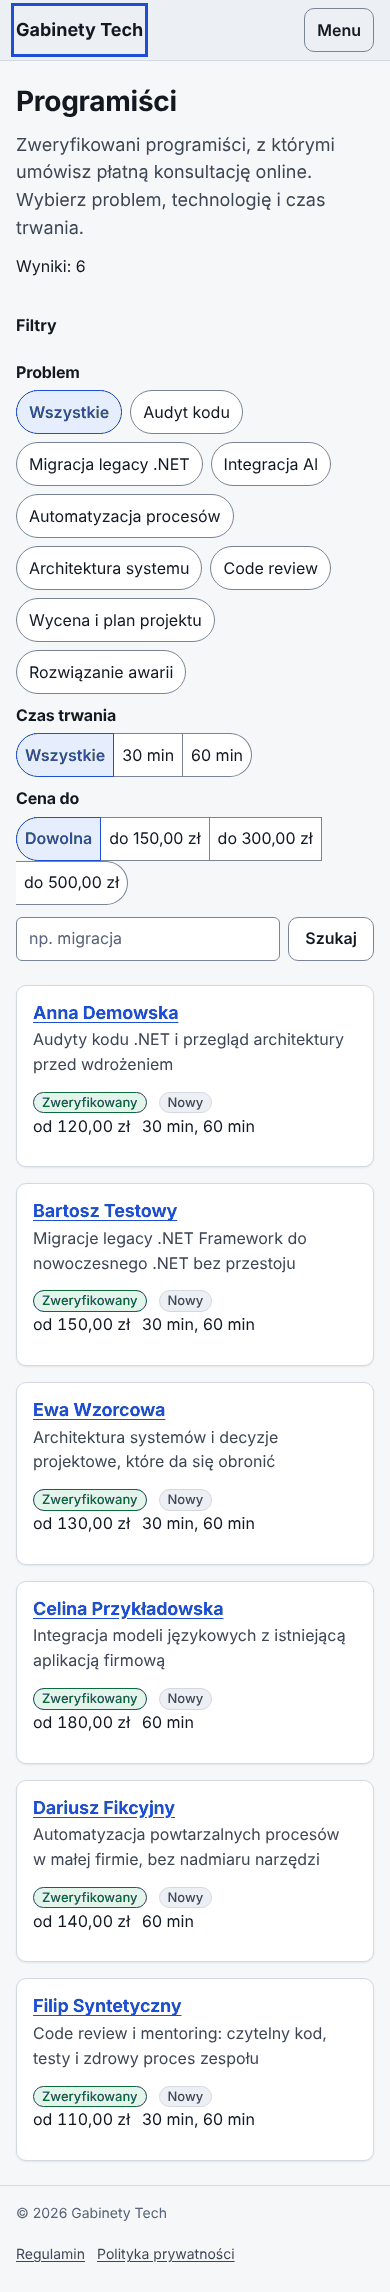 Gabinety Tech
Menu
Programiści
Zweryfikowani programiści, z którymi
umówisz płatną konsultację online.
Wybierz problem, technologię i czas
trwania.
Wyniki: 6
Filtry
Problem
Wszystkie
Audyt kodu
Migracja legacy .NET
Integracja AI
Automatyzacja procesów
Architektura systemu
Code review
Wycena i plan projektu
Rozwiązanie awarii
Czas trwania
Wszystkie
30 min
60 min
Cena do
Dowolna
do 150,00 zł
do 300,00 zł
do 500,00 zł
np. migracja
Szukaj
Anna Demowska
Audyty kodu .NET i przegląd architektury
przed wdrożeniem
Zweryfikowany
Nowy
od 120,00 zł 30 min, 60 min
Bartosz Testowy
Migracje legacy .NET Framework do
nowoczesnego .NET bez przestoju
Zweryfikowany
Nowy
od 150,00 zł 30 min, 60 min
Ewa Wzorcowa
Architektura systemów i decyzje
projektowe, które da się obronić
Zweryfikowany
Nowy
od 130,00 zł 30 min, 60 min
Celina Przykładowska
Integracja modeli językowych z istniejącą
aplikacją firmową
Zweryfikowany
Nowy
od 180,00 zł 60 min
Dariusz Fikcyjny
Automatyzacja powtarzalnych procesów
w małej firmie, bez nadmiaru narzędzi
Zweryfikowany
Nowy
od 140,00 zł 60 min
Filip Syntetyczny
Code review i mentoring: czytelny kod,
testy i zdrowy proces zespołu
Zweryfikowany
Nowy
od 110,00 zł 30 min, 60 min
© 2026 Gabinety Tech
Regulamin
Polityka prywatności